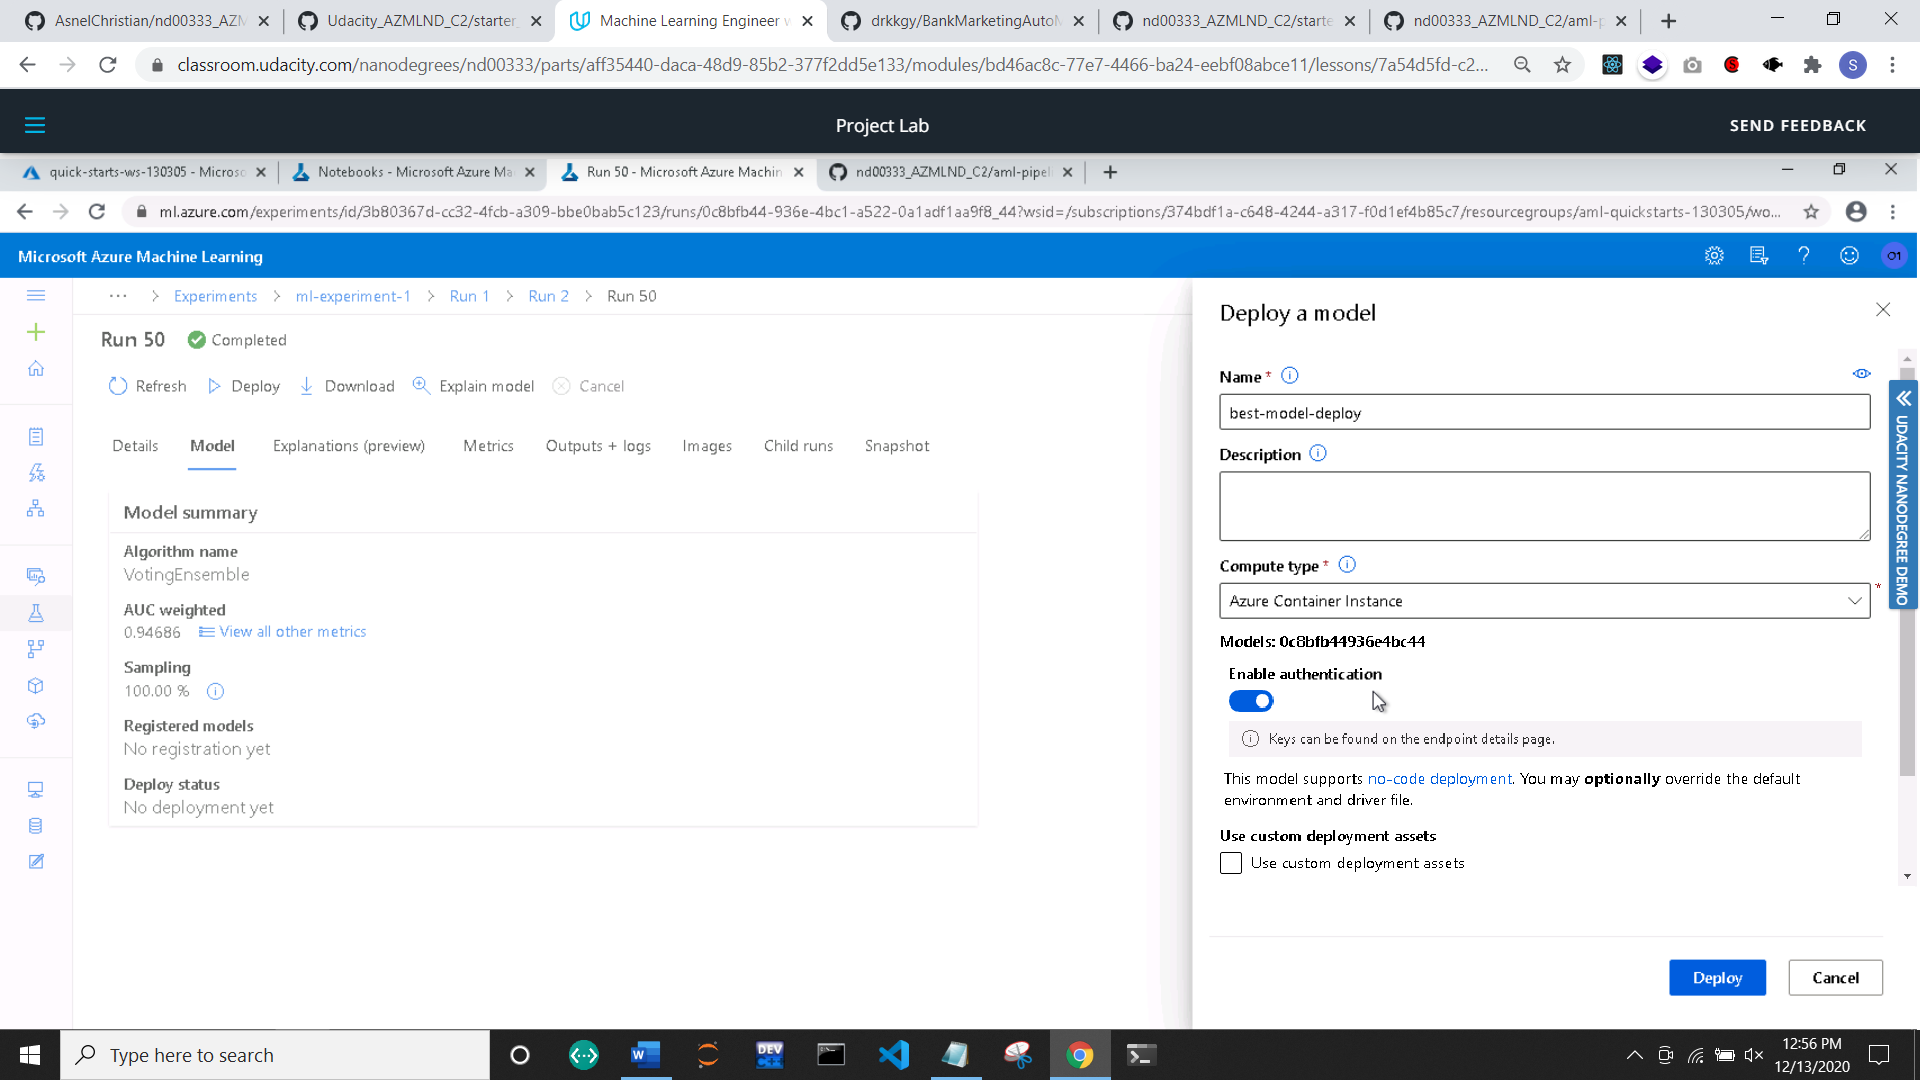 AsnelChristian/nd00333_AZM
Udacity_AZMLND_C2/starter_
Machine Learning Engineer w
drkkgy/BankMarketingAutoM
nd00333_AZMLND_C2/starte
nd00333_AZMLND_C2/aml-p
classroom.udacity.com/nanodegrees/nd00333/parts/aff35440-daca-48d9-85b2-377f2dd5e133/modules/bd46ac8c-77e7-4466-ba24-eebf08abce11/lessons/7a54d5fd-c2...
S
Project Lab
SEND FEEDBACK
quick-starts-ws-130305 - Microso
Notebooks - Microsoft Azure Ma
Run 50 - Microsoft Azure Machin
nd00333_AZMLND_C2/aml-pipeli
ml.azure.com/experiments/id/3b80367d-cc32-4fcb-a309-bbe0bab5c123/runs/0c8bfb44-936e-4bc1-a522-0a1adf1aa9f8_44?wsid=/subscriptions/374bdf1a-c648-4244-a317-f0d1ef4b85c7/resourcegroups/aml-quickstarts-130305/wo...
Microsoft Azure Machine Learning
O1
... > Experiments > ml-experiment-1 > Run 1 > Run 2 > Run 50
Run 50 Completed
Refresh Deploy Download Explain model Cancel
Details Model Explanations (preview) Metrics Outputs + logs Images Child runs Snapshot
Model summary
Algorithm name
VotingEnsemble
AUC weighted
0.94686 View all other metrics
Sampling
100.00 %
Registered models
No registration yet
Deploy status
No deployment yet
Deploy a model
Name *
best-model-deploy
Description
Compute type *
Azure Container Instance
*
Models: 0c8bfb44936e4bc44
Enable authentication
Keys can be found on the endpoint details page.
This model supports no-code deployment. You may optionally override the default
environment and driver file.
Use custom deployment assets
Use custom deployment assets
Deploy Cancel
UDACITY NANODEGREE DEMO
Type here to search
DEV
12:56 PM
12/13/2020